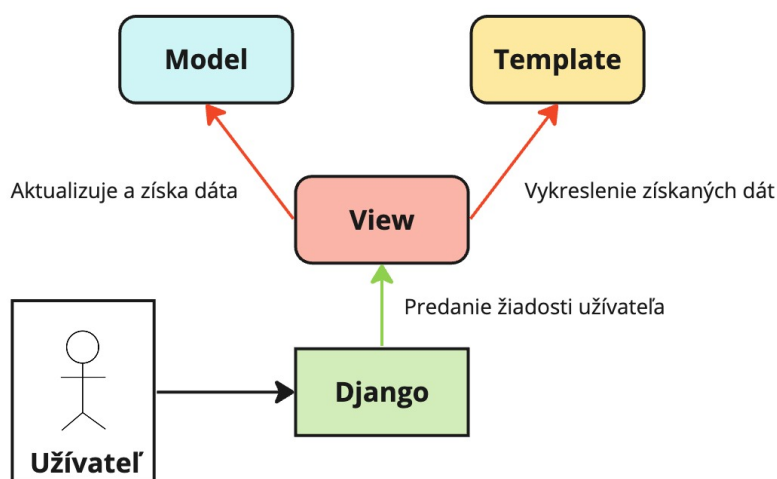 Model
Template
Aktualizuje a získa dáta
Vykreslenie získaných dát
View
Predanie žiadosti užívateľa
Django
Užívateľ